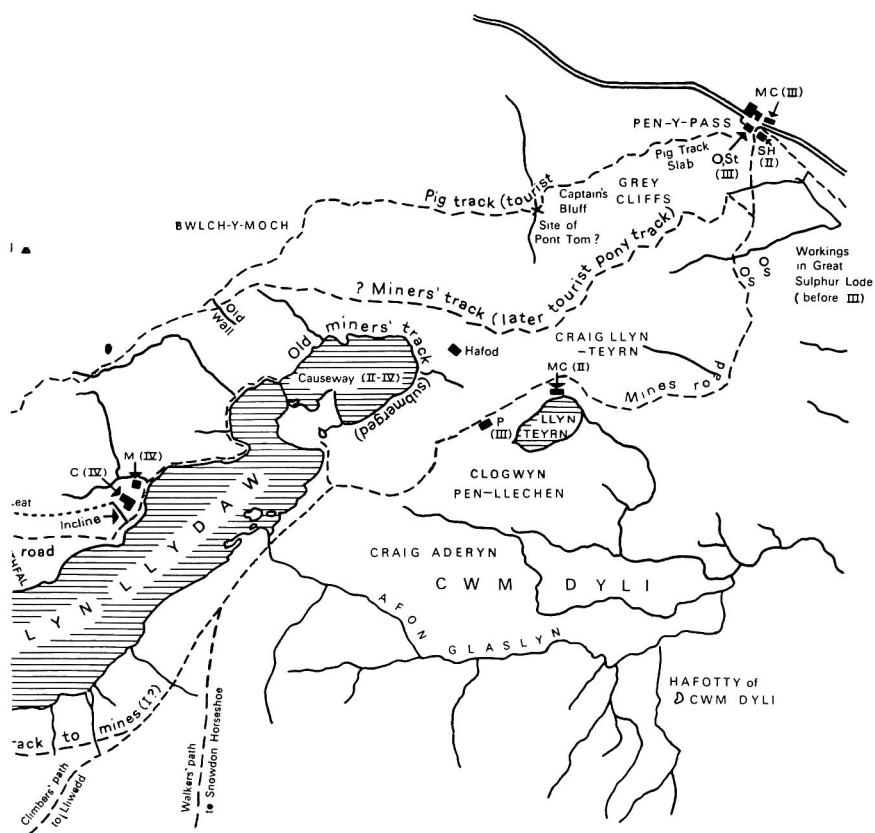 MC (III)
PEN-Y-PASS
Pig Track
Slab
O,St
(III)
SH
(II)
Pig track (tourist
Captain's
Bluff
GREY
CLIFFS
Site of
Pont Tom?
BWLCH-Y-MOCH
? Miners' track (later tourist pony track)
OS
OS
Workings
in Great
Sulphur Lode
(before III)
Old
wall
Old miners' track (submerged)
Hafod
CRAIG LLYN
-TEYRN
Causeway (II-IV)
MC (II)
Mines road
P
(III)
LLYN
-TEYRN
M (IV)
C (IV)
CLOGWYN
PEN-LLECHEN
Leat
Incline
road
LYN LLYDAW
CRAIG ADERYN
CWM DYLI
AFON
GLASLYN
HAFOTTY of
CWM DYLI
rack to mines (I?)
Climbers' path
to Lliwedd
Walkers' path
to Snowdon Horseshoe